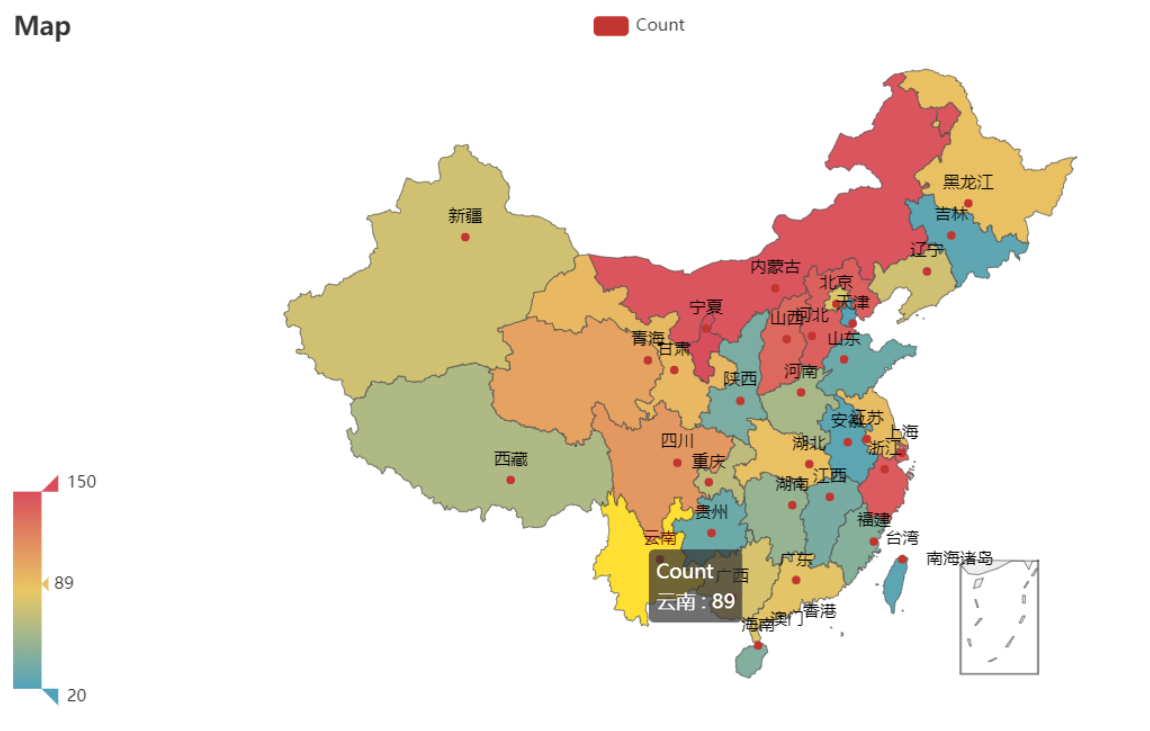 Map
Count
黑龙江
吉林
新疆
辽宁
内蒙古
北京
天津
宁夏
河北
山西
青海
山东
甘肃
河南
陕西
江苏
安徽
上海
四川
湖北
浙江
西藏
重庆
江西
150
湖南
贵州
福建
云南
台湾
南海诸岛
广东
Count
广西
89
云南 : 89
香港
澳门
海南
20